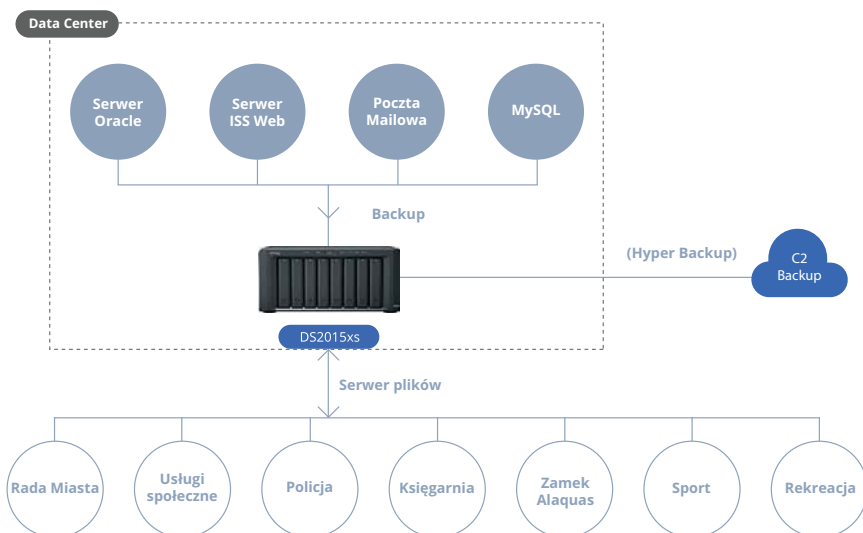 Data Center
Serwer
Oracle
Serwer
ISS Web
Poczta
Mailowa
MySQL
Backup
(Hyper Backup)
C2
Backup
DS2015xs
Serwer plików
Rada Miasta
Usługi
społeczne
Policja
Księgarnia
Zamek
Alaquas
Sport
Rekreacja